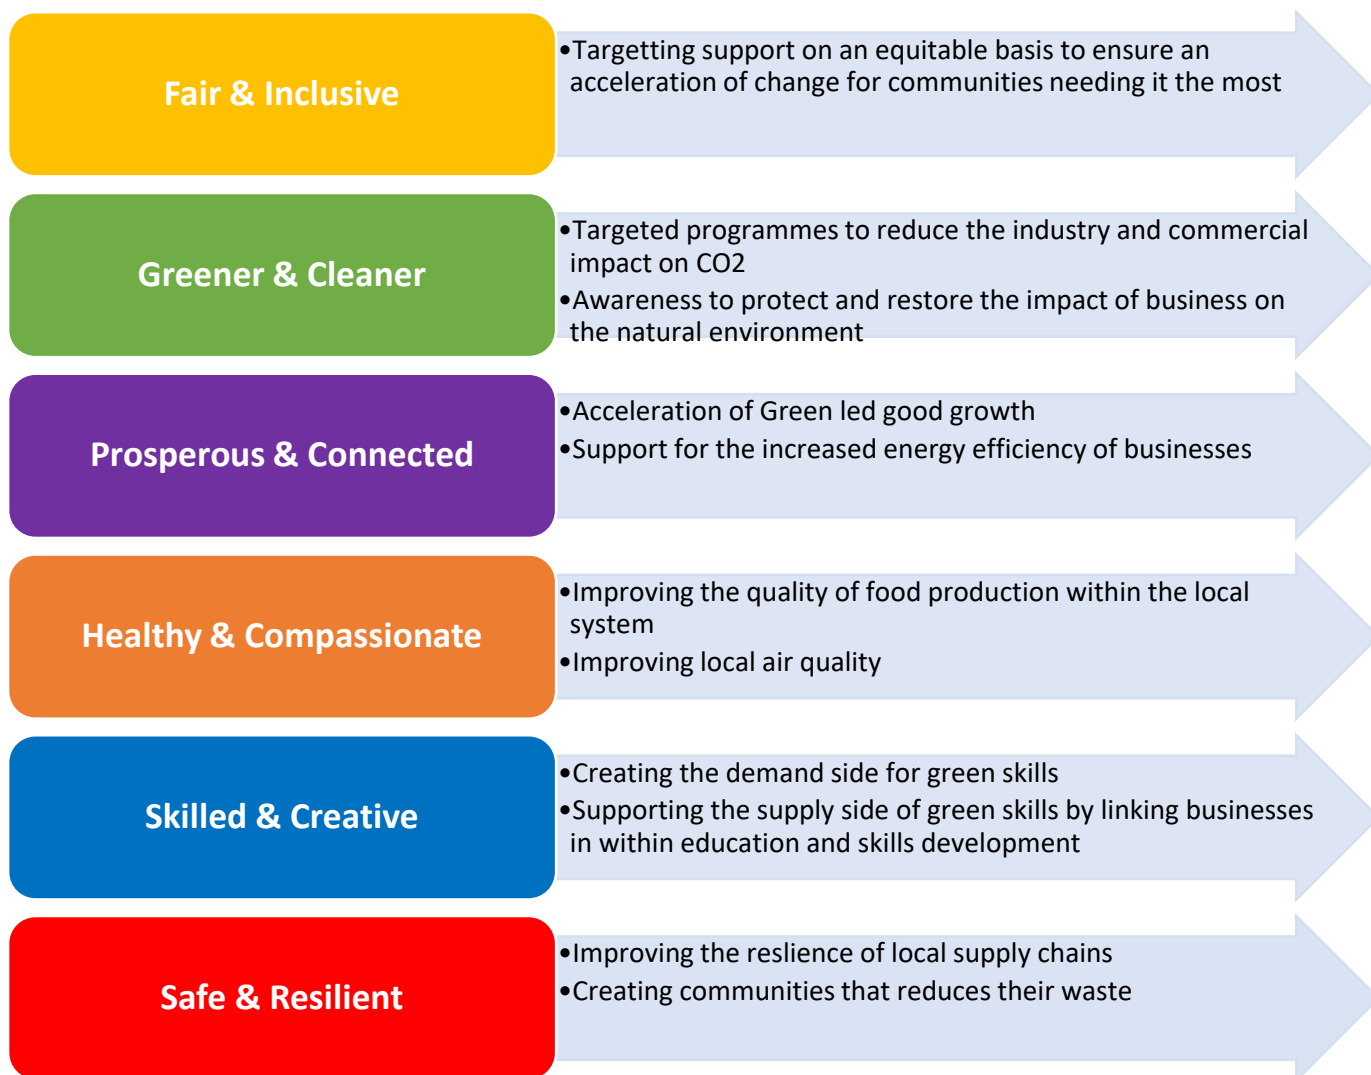 Fair & Inclusive
•Targetting support on an equitable basis to ensure an
acceleration of change for communities needing it the most
Greener & Cleaner
•Targeted programmes to reduce the industry and commercial
impact on CO2
•Awareness to protect and restore the impact of business on
the natural environment
Prosperous & Connected
•Acceleration of Green led good growth
•Support for the increased energy efficiency of businesses
Healthy & Compassionate
•Improving the quality of food production within the local
system
•Improving local air quality
Skilled & Creative
•Creating the demand side for green skills
•Supporting the supply side of green skills by linking businesses
in within education and skills development
Safe & Resilient
•Improving the reslience of local supply chains
•Creating communities that reduces their waste